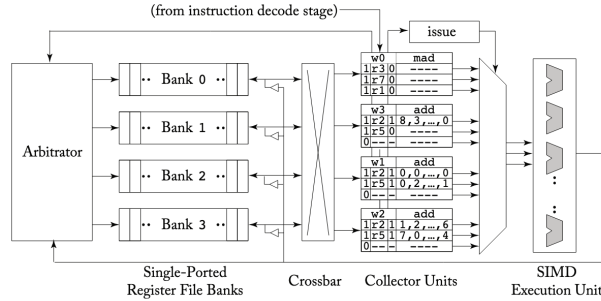 (from instruction decode stage)
issue
w0 mad
1 r3 0 ----
1 r7 0 ----
1 r1 0 ----
w3 add
1 r2 1 8,3,…,0
1 r5 0 ----
0 --- - ----
w1 add
1 r2 1 0,0,…,0
1 r5 1 0,2,…,1
0 --- - ----
w2 add
1 r2 1 1,2,…,6
1 r5 1 7,0,…,4
0 --- - ----
Arbitrator
·· Bank 0 ··
·· Bank 1 ··
·· Bank 2 ··
·· Bank 3 ··
Single-Ported
Register File Banks
Crossbar
Collector Units
SIMD
Execution Unit